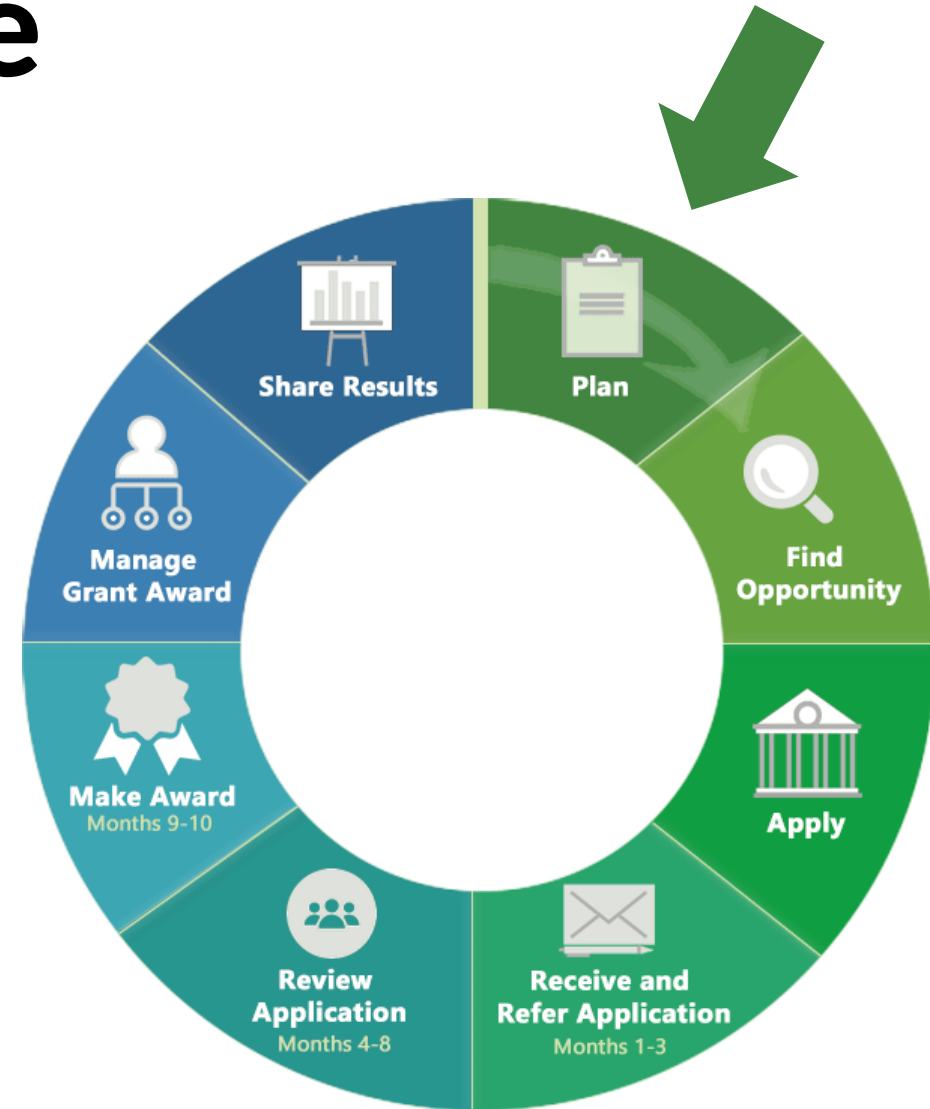 e
Plan
Find
Opportunity
Apply
Receive and
Refer Application
Months 1-3
Review
Application
Months 4-8
Make Award
Months 9-10
Manage
Grant Award
Share Results